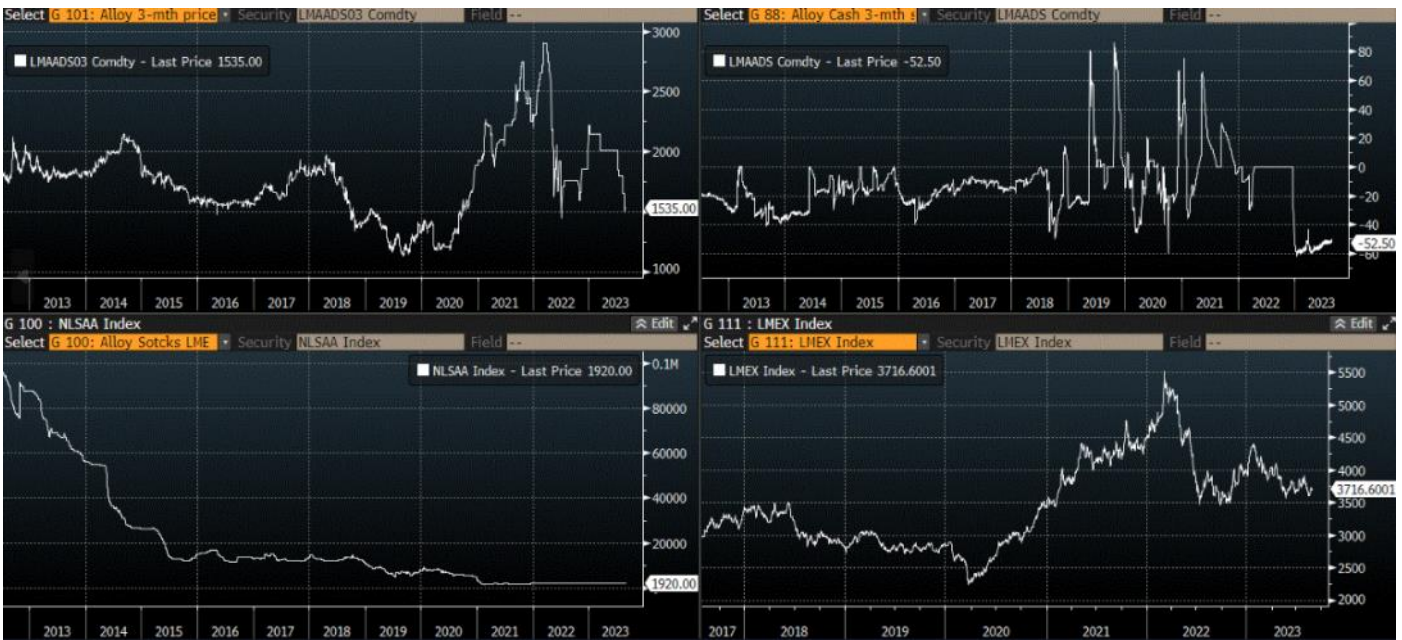 Select G 101: Alloy 3-mth price Security LMAADS03 Comdty Field --
LMAADS03 Comdty - Last Price 1535.00
3000
2500
2000
1535.00
1000
2013 2014 2015 2016 2017 2018 2019 2020 2021 2022 2023
Select G 88: Alloy Cash 3-mth s Security LMAADS Comdty Field --
LMAADS Comdty - Last Price -52.50
80
60
40
20
0
-20
-40
-52.50
-60
2013 2014 2015 2016 2017 2018 2019 2020 2021 2022 2023
G 100 : NLSAA Index Edit
Select G 100: Alloy Sotcks LME Security NLSAA Index Field --
NLSAA Index - Last Price 1920.00
0.1M
80000
60000
40000
20000
1920.00
2013 2014 2015 2016 2017 2018 2019 2020 2021 2022 2023
G 111 : LMEX Index Edit
Select G 111: LMEX Index Security LMEX Index Field --
LMEX Index - Last Price 3716.6001
5500
5000
4500
4000
3716.6001
3500
3000
2500
2000
2017 2018 2019 2020 2021 2022 2023